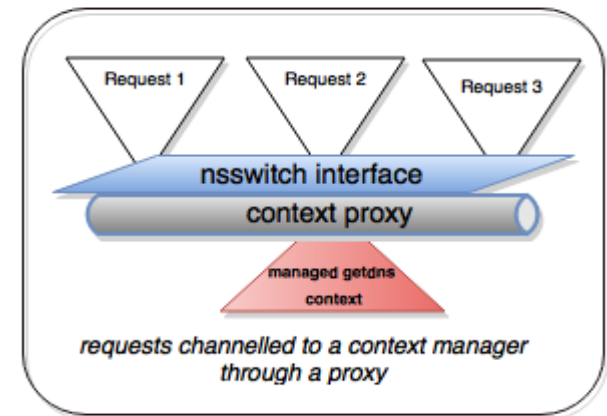 Request 1
Request 2
Request 3
nsswitch interface
context proxy
managed getdns
context
requests channelled to a context manager
through a proxy